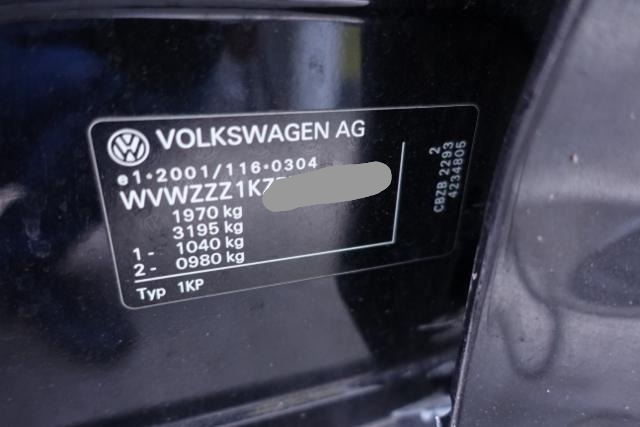 VOLKSWAGEN AG
e1*2001/116*0304
WVWZZZ1KZ
1970 kg
3195 kg
1 - 1040 kg
2 - 0980 kg
Typ 1KP
2
CBZB 2293
4234805